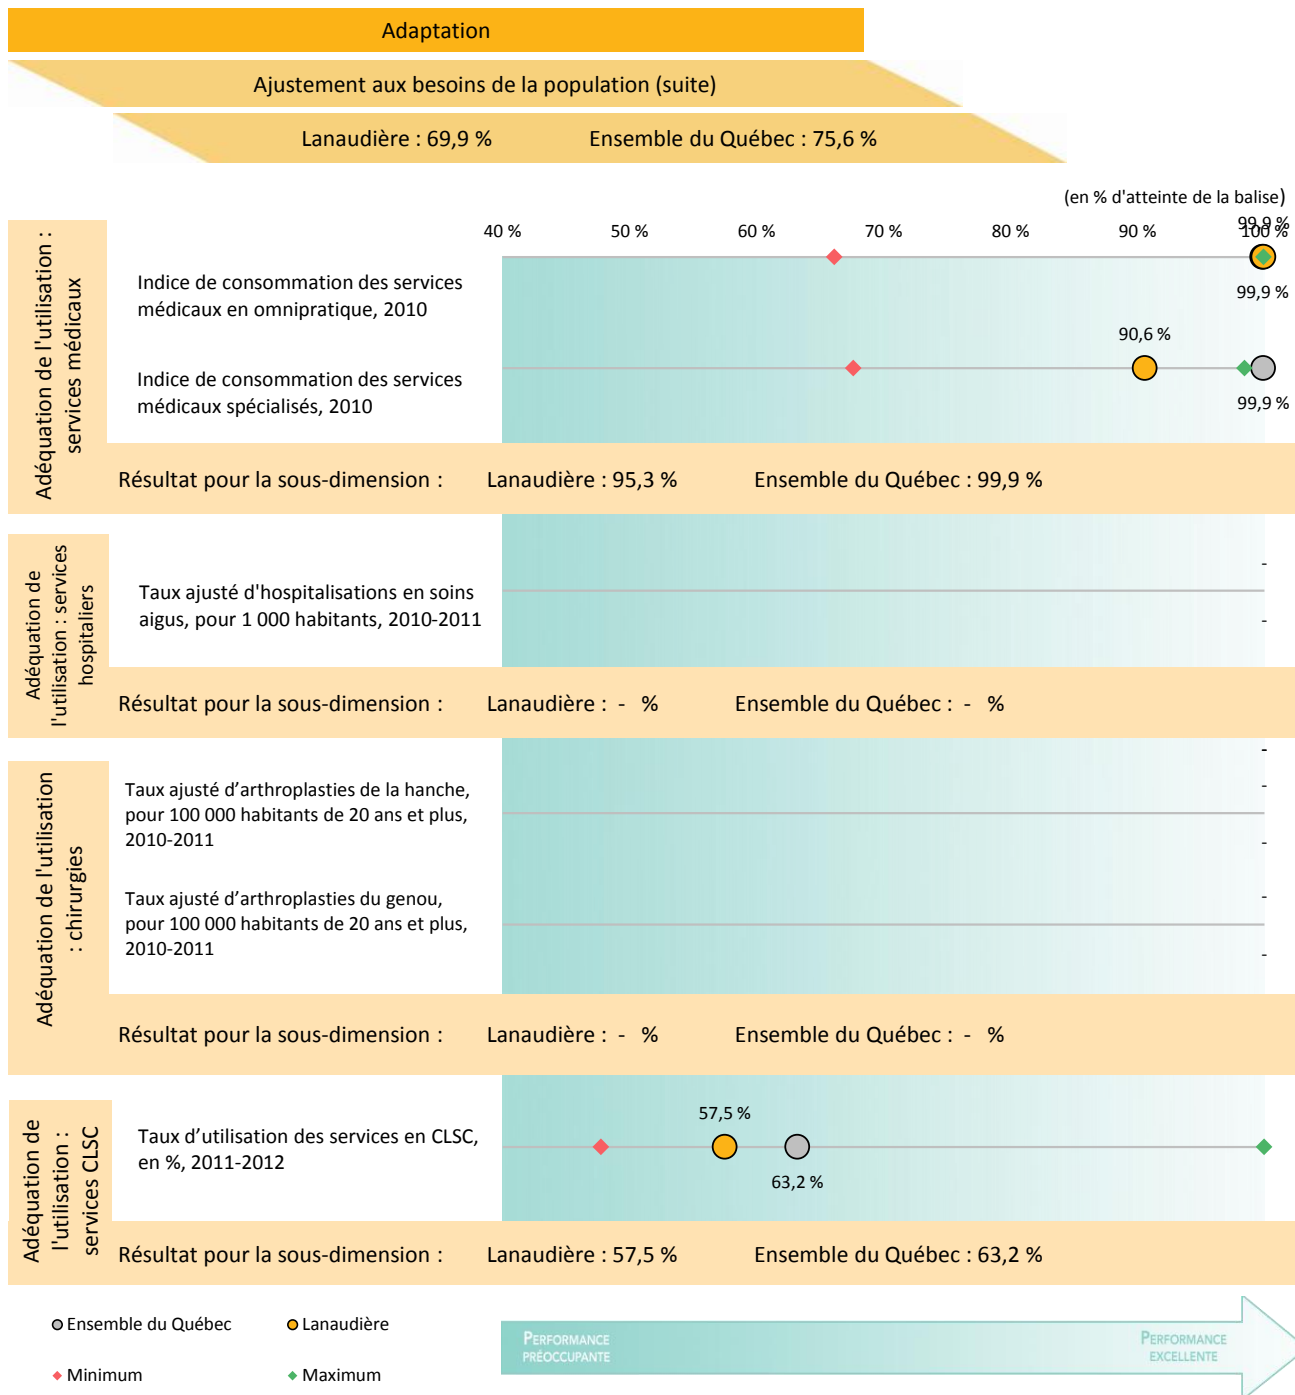 Adaptation
Ajustement aux besoins de la population (suite)
Lanaudière : 69,9 % Ensemble du Québec : 75,6 %
(en % d'atteinte de la balise)
40 % 50 % 60 % 70 % 80 % 90 % 100 %
99,9 %
Adéquation de l'utilisation :
services médicaux
Indice de consommation des services
médicaux en omnipratique, 2010
99,9 %
90,6 %
Indice de consommation des services
médicaux spécialisés, 2010
99,9 %
Résultat pour la sous-dimension : Lanaudière : 95,3 % Ensemble du Québec : 99,9 %
Adéquation de
l'utilisation : services
hospitaliers
-
Taux ajusté d'hospitalisations en soins
aigus, pour 1 000 habitants, 2010-2011
-
Résultat pour la sous-dimension : Lanaudière : - % Ensemble du Québec : - %
-
Adéquation de l'utilisation
: chirurgies
-
Taux ajusté d’arthroplasties de la hanche,
pour 100 000 habitants de 20 ans et plus,
2010-2011
-
-
Taux ajusté d’arthroplasties du genou,
pour 100 000 habitants de 20 ans et plus,
2010-2011
-
Résultat pour la sous-dimension : Lanaudière : - % Ensemble du Québec : - %
Adéquation de
l'utilisation :
services CLSC
57,5 %
Taux d’utilisation des services en CLSC,
en %, 2011-2012
63,2 %
Résultat pour la sous-dimension : Lanaudière : 57,5 % Ensemble du Québec : 63,2 %
Ensemble du Québec Lanaudière
Minimum Maximum
PERFORMANCE
PRÉOCCUPANTE
PERFORMANCE
EXCELLENTE